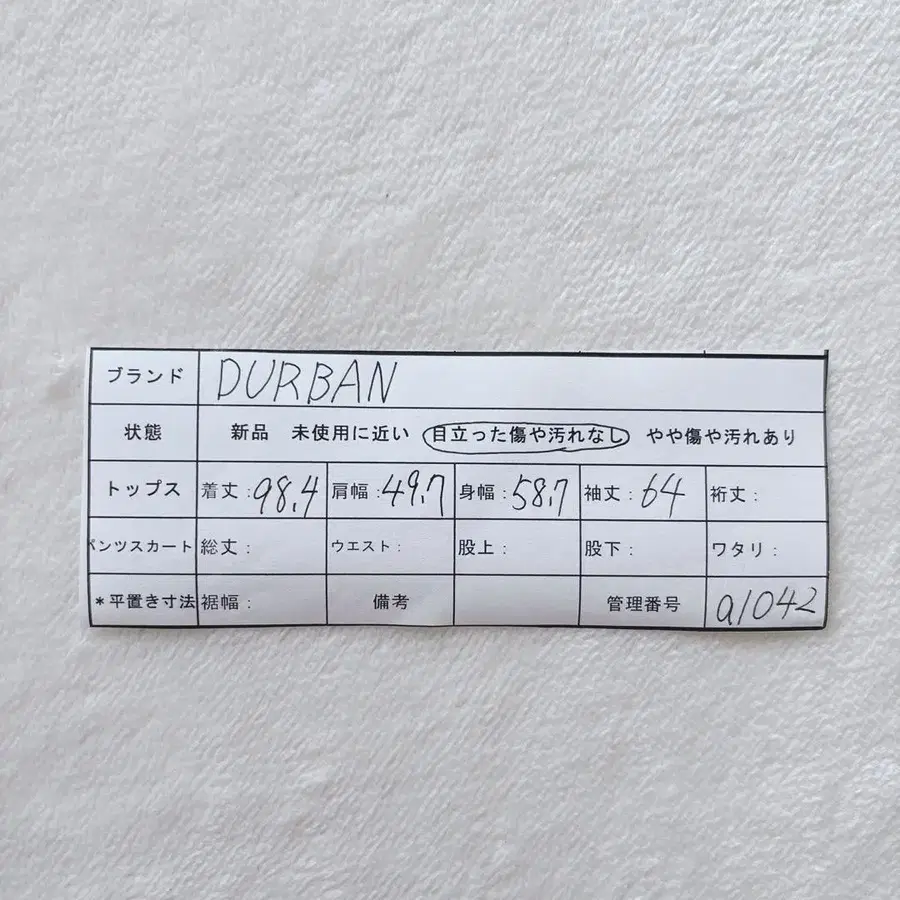 ブランド DURBAN
状態 新品 未使用に近い 目立った傷や汚れなし やや傷や汚れあり
トップス 着丈:98.4 肩幅:49.7 身幅:58.7 袖丈:64 裄丈:
パンツスカート 総丈: ウエスト: 股上: 股下: ワタリ:
*平置き寸法 裾幅: 備考 管理番号 a1042